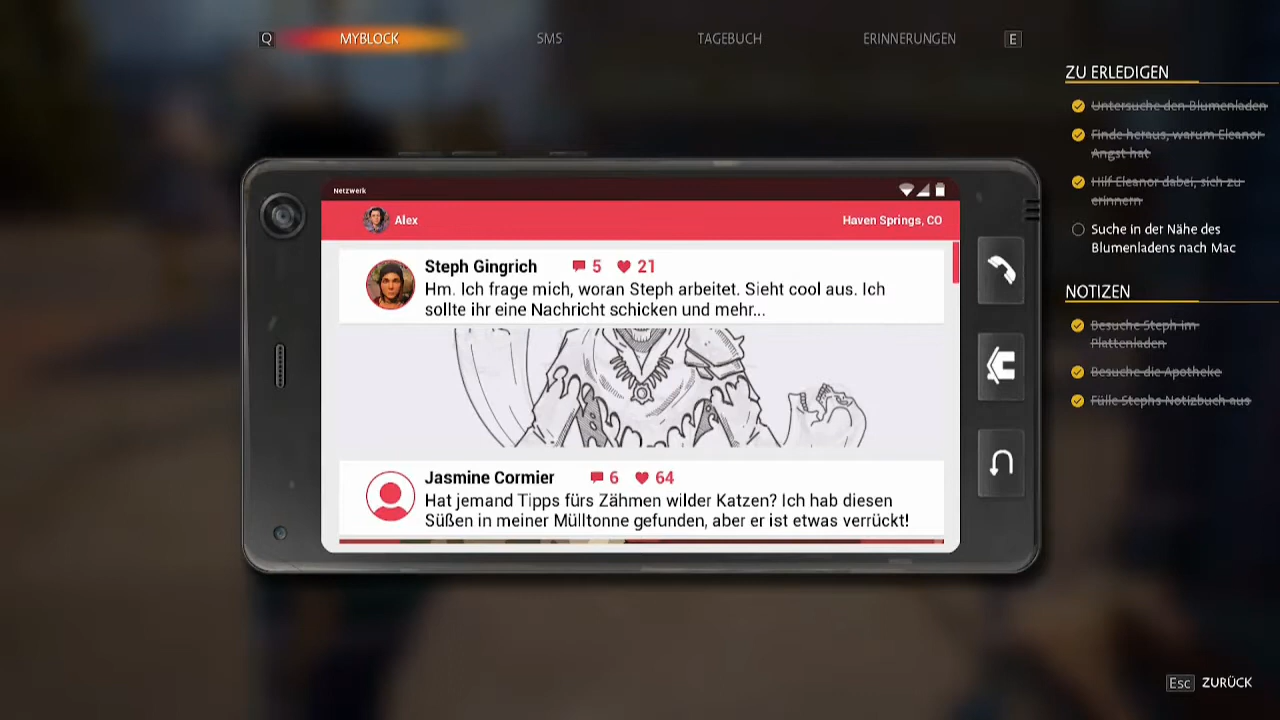 Q MYBLOCK SMS TAGEBUCH ERINNERUNGEN E
Netzwerk
Alex
Haven Springs, CO
Steph Gingrich 5 21
Hm. Ich frage mich, woran Steph arbeitet. Sieht cool aus. Ich
sollte ihr eine Nachricht schicken und mehr...
Jasmine Cormier 6 64
Hat jemand Tipps fürs Zähmen wilder Katzen? Ich hab diesen
Süßen in meiner Mülltonne gefunden, aber er ist etwas verrückt!
ZU ERLEDIGEN
Untersuche den Blumenladen
Finde heraus, warum Eleanor
Angst hat
Hilf Eleanor dabei, sich zu
erinnern
Suche in der Nähe des
Blumenladens nach Mac
NOTIZEN
Besuche Steph im
Plattenladen
Besuche die Apotheke
Fülle Stephs Notizbuch aus
Esc ZURÜCK